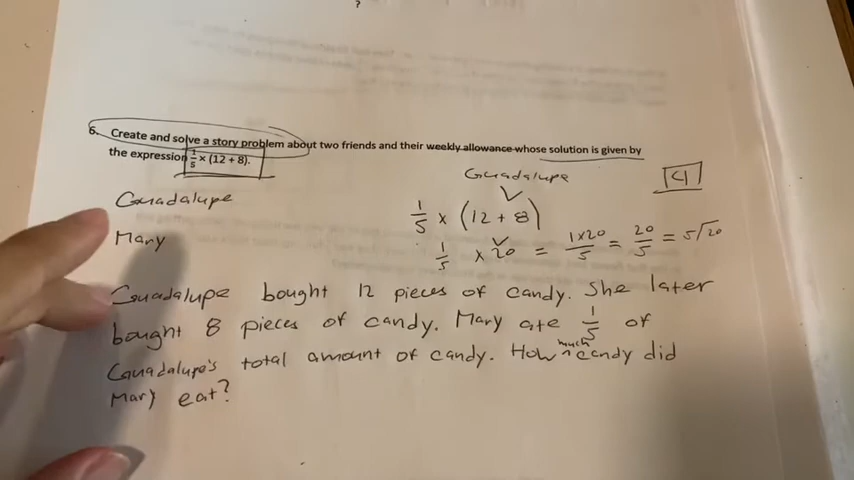 ?
6. Create and solve a story problem about two friends and their weekly allowance whose solution is given by
the expression 1/5 × (12 + 8).
Guadalupe
4
Guadalupe
1/5 × (12 + 8)
Mary
1/5 × 20 = 1×20/5 = 20/5 = 5√20
Guadalupe bought 12 pieces of candy. She later
bought 8 pieces of candy. Mary ate 1/5 of
Guadalupe's total amount of candy. How much candy did
Mary eat?